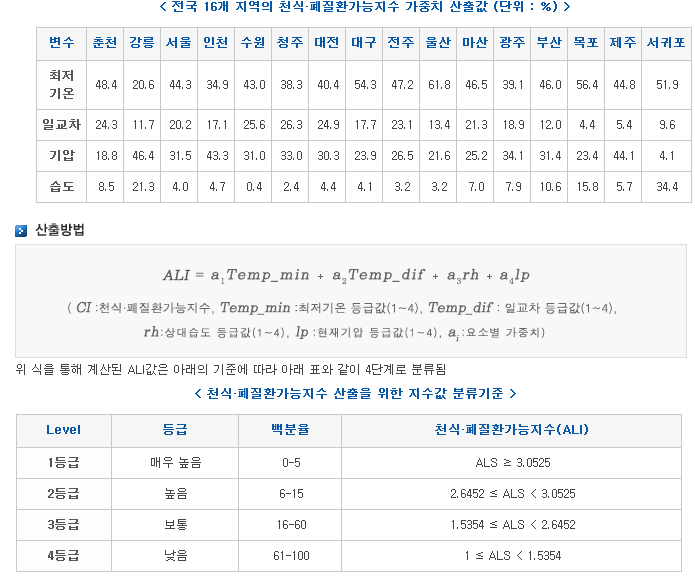 < 전국 16개 지역의 천식·폐질환가능지수 가중치 산출값 (단위 : %) >
변수 춘천 강릉 서울 인천 수원 청주 대전 대구 전주 울산 마산 광주 부산 목포 제주 서귀포
최저
기온 48.4 20.6 44.3 34.9 43.0 38.3 40.4 54.3 47.2 61.8 46.5 39.1 46.0 56.4 44.8 51.9
일교차 24.3 11.7 20.2 17.1 25.6 26.3 24.9 17.7 23.1 13.4 21.3 18.9 12.0 4.4 5.4 9.6
기압 18.8 46.4 31.5 43.3 31.0 33.0 30.3 23.9 26.5 21.6 25.2 34.1 31.4 23.4 44.1 4.1
습도 8.5 21.3 4.0 4.7 0.4 2.4 4.4 4.1 3.2 3.2 7.0 7.9 10.6 15.8 5.7 34.4
산출방법
ALI = a₁Temp_min + a₂Temp_dif + a₃rh + a₄lp
( CI :천식·폐질환가능지수, Temp_min :최저기온 등급값(1~4), Temp_dif : 일교차 등급값(1~4),
rh:상대습도 등급값(1~4), lp :현재기압 등급값(1~4), aᵢ:요소별 가중치)
위 식을 통해 계산된 ALI값은 아래의 기준에 따라 아래 표와 같이 4단계로 분류됨
< 천식·폐질환가능지수 산출을 위한 지수값 분류기준 >
Level 등급 백분율 천식·폐질환가능지수(ALI)
1등급 매우 높음 0-5 ALS ≥ 3.0525
2등급 높음 6-15 2.6452 ≤ ALS < 3.0525
3등급 보통 16-60 1.5354 ≤ ALS < 2.6452
4등급 낮음 61-100 1 ≤ ALS < 1.5354